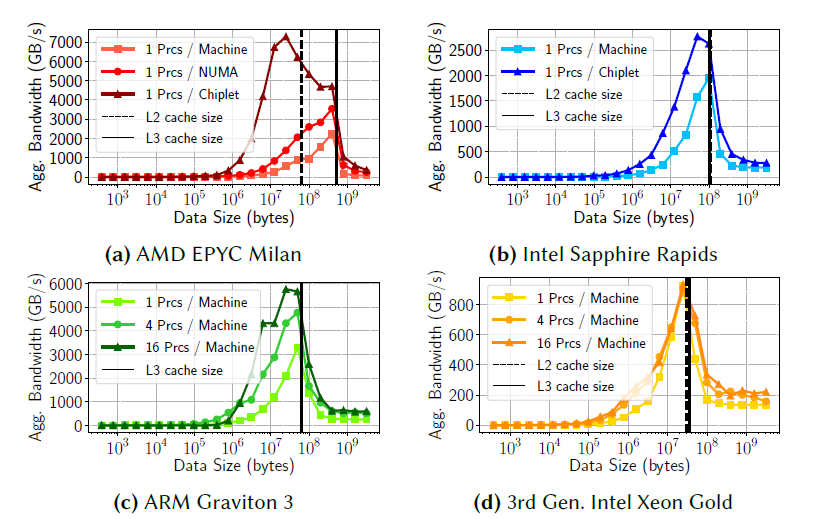 Agg. Bandwidth (GB/s)
7000
6000
5000
4000
3000
2000
1000
0
1 Prcs / Machine
1 Prcs / NUMA
1 Prcs / Chiplet
L2 cache size
L3 cache size
10³ 10⁴ 10⁵ 10⁶ 10⁷ 10⁸ 10⁹
Data Size (bytes)
(a) AMD EPYC Milan
Agg. Bandwidth (GB/s)
2500
2000
1500
1000
500
0
1 Prcs / Machine
1 Prcs / Chiplet
L2 cache size
L3 cache size
10³ 10⁴ 10⁵ 10⁶ 10⁷ 10⁸ 10⁹
Data Size (bytes)
(b) Intel Sapphire Rapids
Agg. Bandwidth (GB/s)
6000
5000
4000
3000
2000
1000
0
1 Prcs / Machine
4 Prcs / Machine
16 Prcs / Machine
L3 cache size
10³ 10⁴ 10⁵ 10⁶ 10⁷ 10⁸ 10⁹
Data Size (bytes)
(c) ARM Graviton 3
Agg. Bandwidth (GB/s)
800
600
400
200
0
1 Prcs / Machine
4 Prcs / Machine
16 Prcs / Machine
L2 cache size
L3 cache size
10³ 10⁴ 10⁵ 10⁶ 10⁷ 10⁸ 10⁹
Data Size (bytes)
(d) 3rd Gen. Intel Xeon Gold